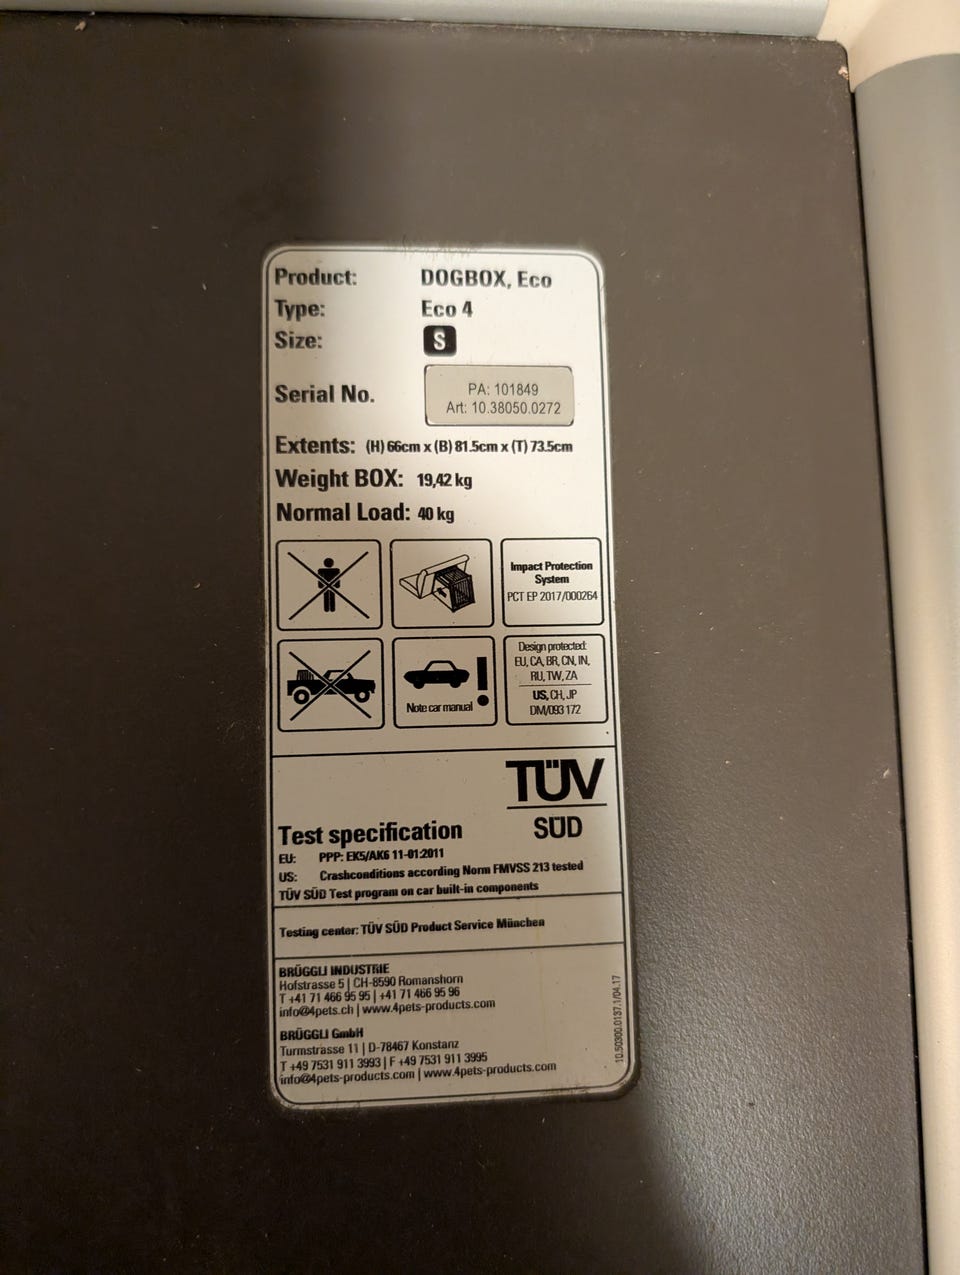 Product: DOGBOX, Eco
Type: Eco 4
Size: S
Serial No. PA: 101849
Art: 10.38050.0272
Extents: (H) 66cm x (B) 81.5cm x (T) 73.5cm
Weight BOX: 19,42 kg
Normal Load: 40 kg
Impact Protection
System
PCT EP 2017/000264
Note car manual !
Design protected:
EU, CA, BR, CN, IN,
RU, TW, ZA
US, CH, JP
DM/093 172
TÜV
SÜD
Test specification
EU: PPP: EK5/AK6 11-01:2011
US: Crashconditions according Norm FMVSS 213 tested
TÜV SÜD Test program on car built-in components
Testing center: TÜV SÜD Product Service München
BRÜGGLI INDUSTRIE
Hofstrasse 5 | CH-8590 Romanshorn
T +41 71 466 95 95 | +41 71 466 95 96
info@4pets.ch | www.4pets-products.com
BRÜGGLI GmbH
Turmstrasse 11 | D-78467 Konstanz
T +49 7531 911 3993 | F +49 7531 911 3995
info@4pets-products.com | www.4pets-products.com
10.50300.0137.1/04.17